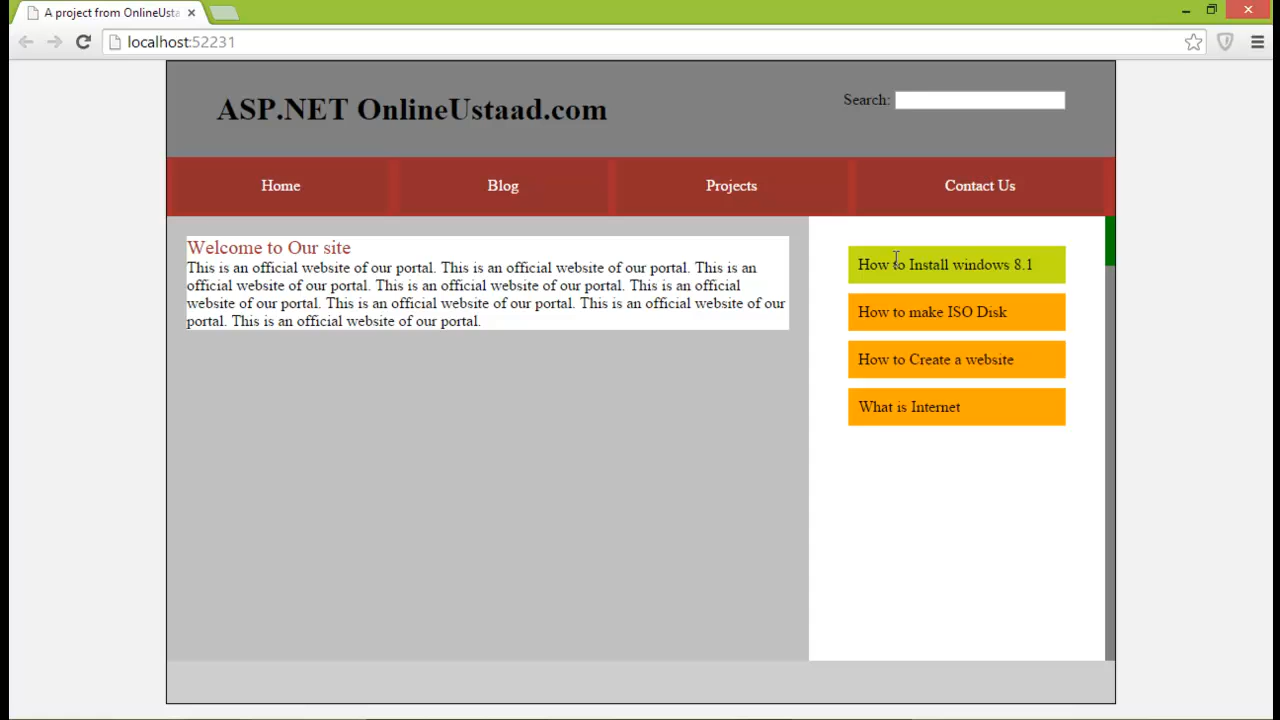 A project from OnlineUsta
localhost:52231
ASP.NET OnlineUstaad.com
Search:
Home Blog Projects Contact Us
Welcome to Our site
This is an official website of our portal. This is an official website of our portal. This is an
official website of our portal. This is an official website of our portal. This is an official
website of our portal. This is an official website of our portal. This is an official website of our
portal. This is an official website of our portal.
How to Install windows 8.1
How to make ISO Disk
How to Create a website
What is Internet